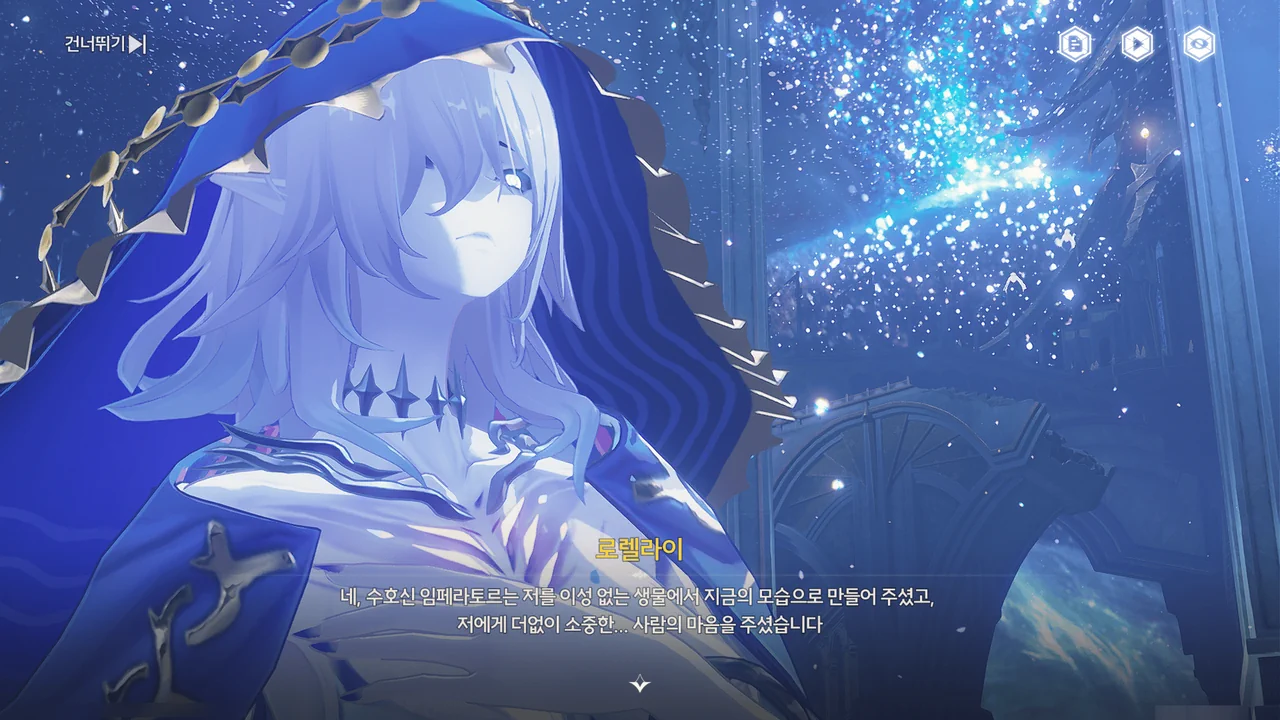 건너뛰기
로렐라이
네, 수호신 임페라토르는 저를 이성 없는 생물에서 지금의 모습으로 만들어 주셨고,
저에게 더없이 소중한... 사람의 마음을 주셨습니다